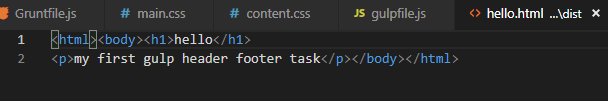 Gruntfile.js # main.css # content.css JS gulpfile.js <> hello.html ...\dist
1 <html><body><h1>hello</h1>
2 <p>my first gulp header footer task</p></body></html>